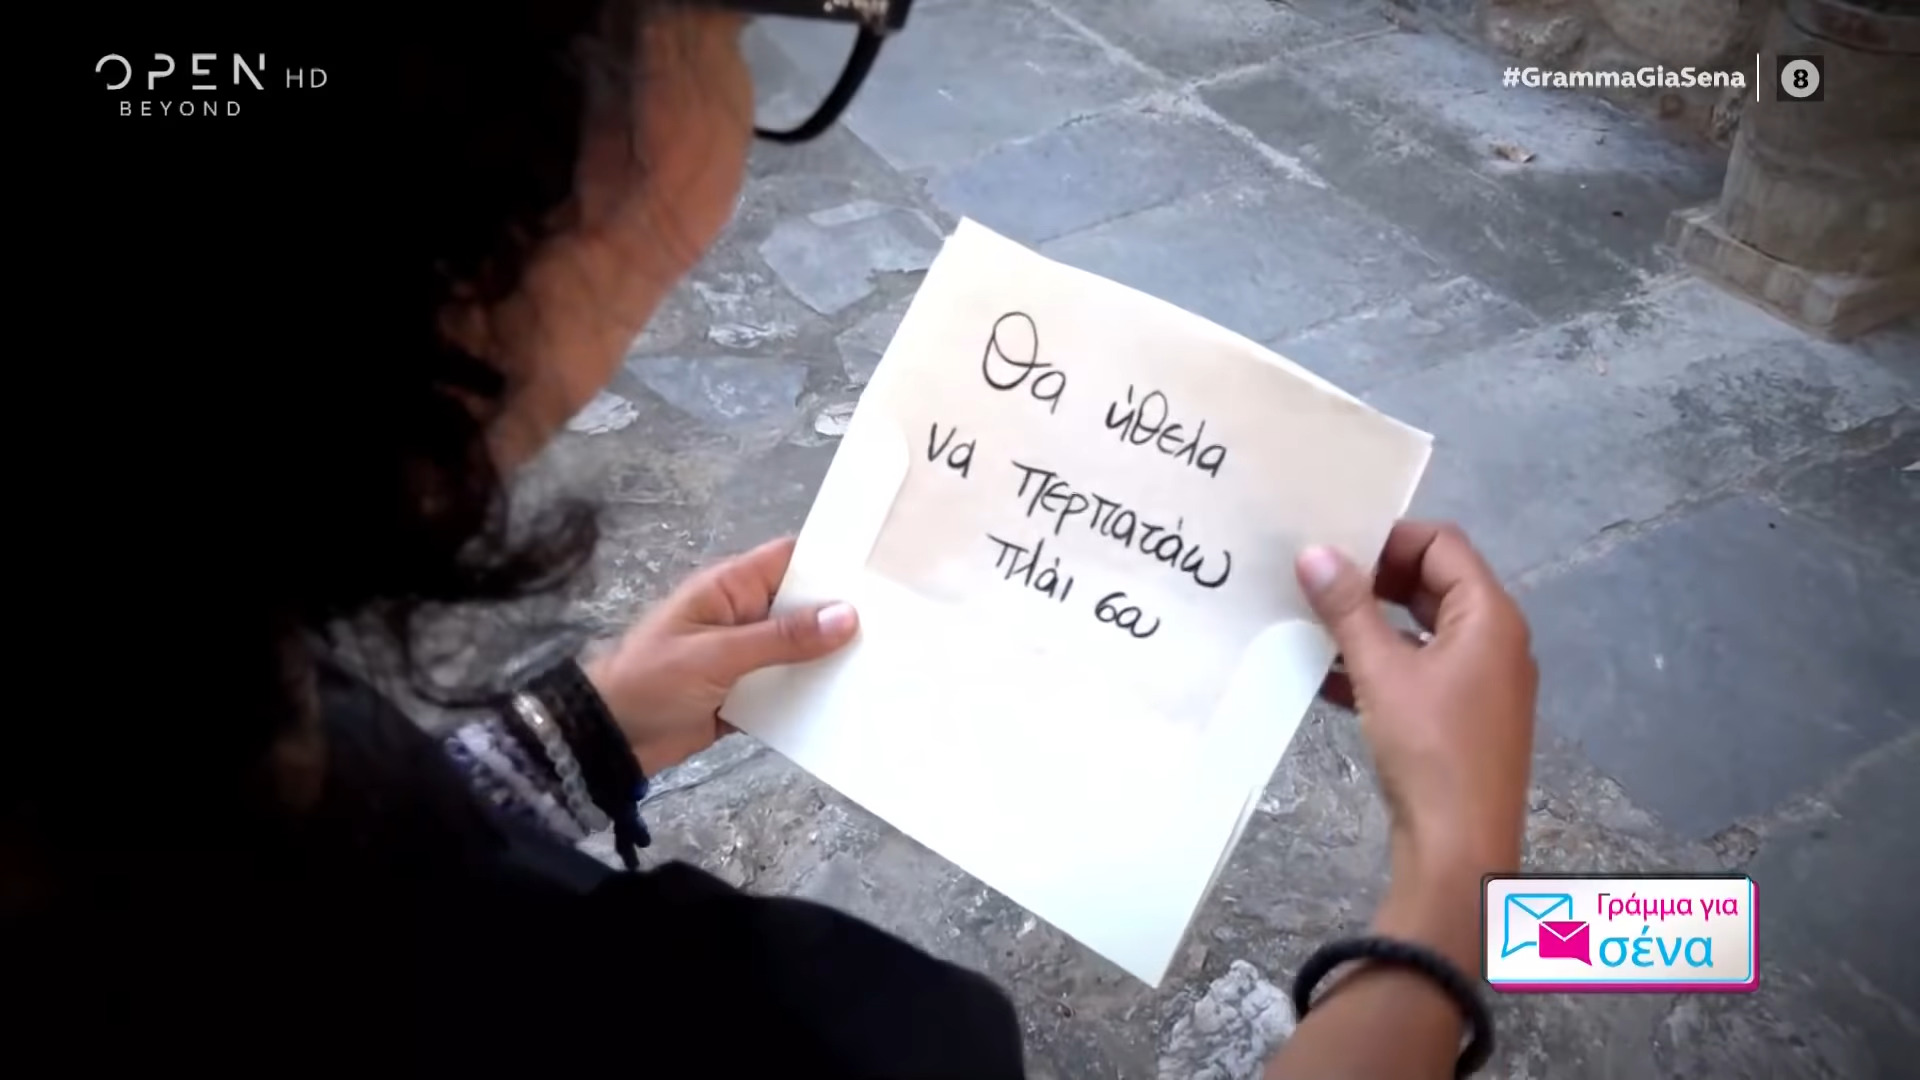 OPEN HD
BEYOND
#GrammaGiaSena
8
Θα ήθελα
να περπατάω
πλάι σου
Γράμμα για
σένα